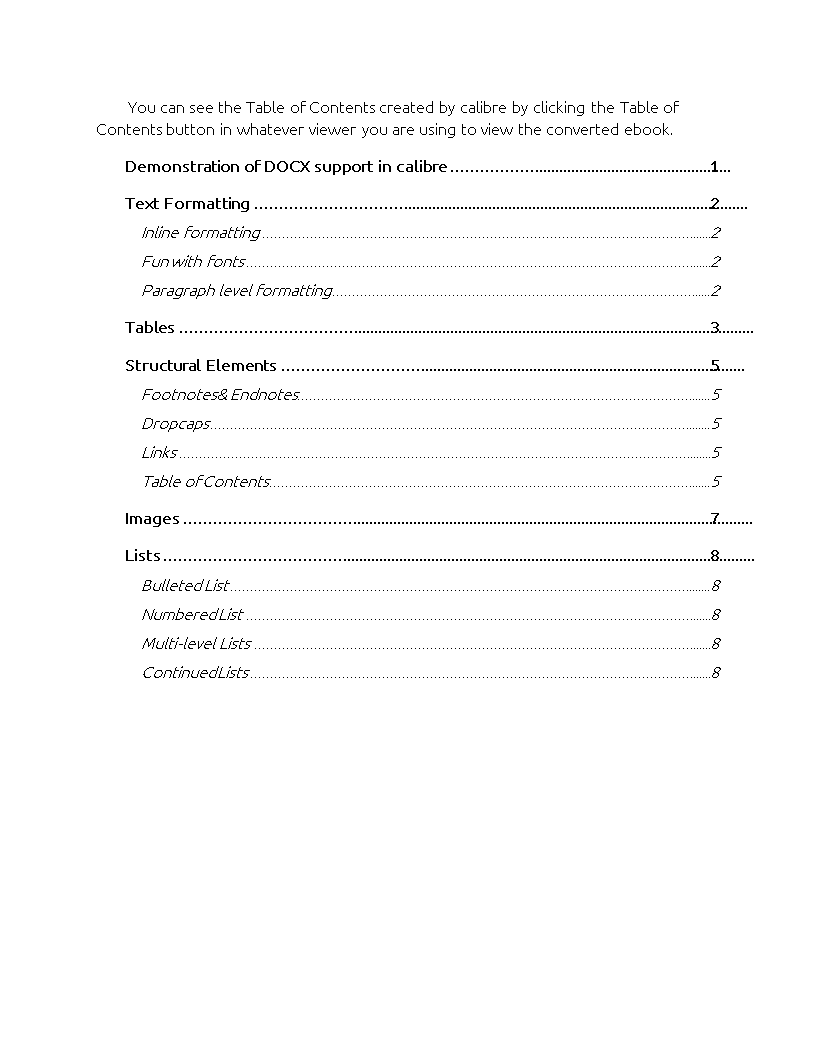 You can see the Table of Contents created by calibre by clicking the Table of
Contents button in whatever viewer you are using to view the converted ebook.
Demonstration of DOCX support in calibre ................................ 1
Text Formatting ................................ 2
Inline formatting ................................ 2
Fun with fonts ................................ 2
Paragraph level formatting ................................ 2
Tables ................................ 3
Structural Elements ................................ 5
Footnotes & Endnotes ................................ 5
Dropcaps ................................ 5
Links ................................ 5
Table of Contents ................................ 5
Images ................................ 7
Lists ................................ 8
Bulleted List ................................ 8
Numbered List ................................ 8
Multi-level Lists ................................ 8
Continued Lists ................................ 8